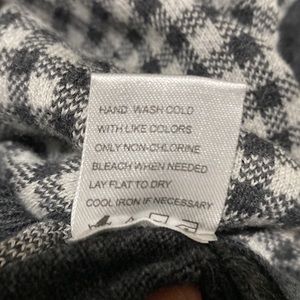 HAND WASH COLD
WITH LIKE COLORS
ONLY NON-CHLORINE
BLEACH WHEN NEEDED
LAY FLAT TO DRY
COOL IRON IF NECESSARY